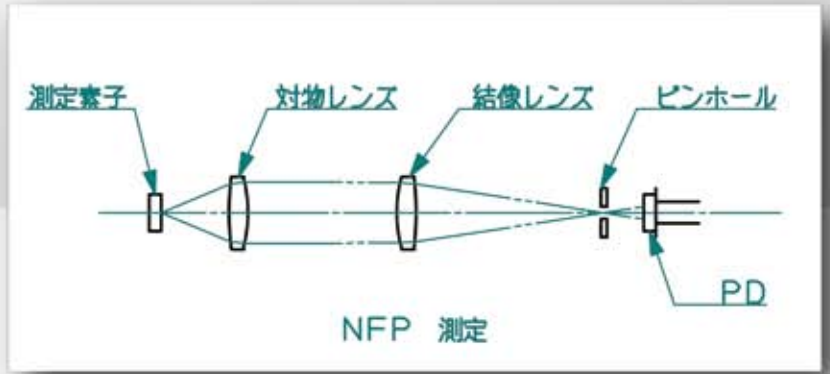 測定素子
対物レンズ
結像レンズ
ピンホール
PD
NFP 測定